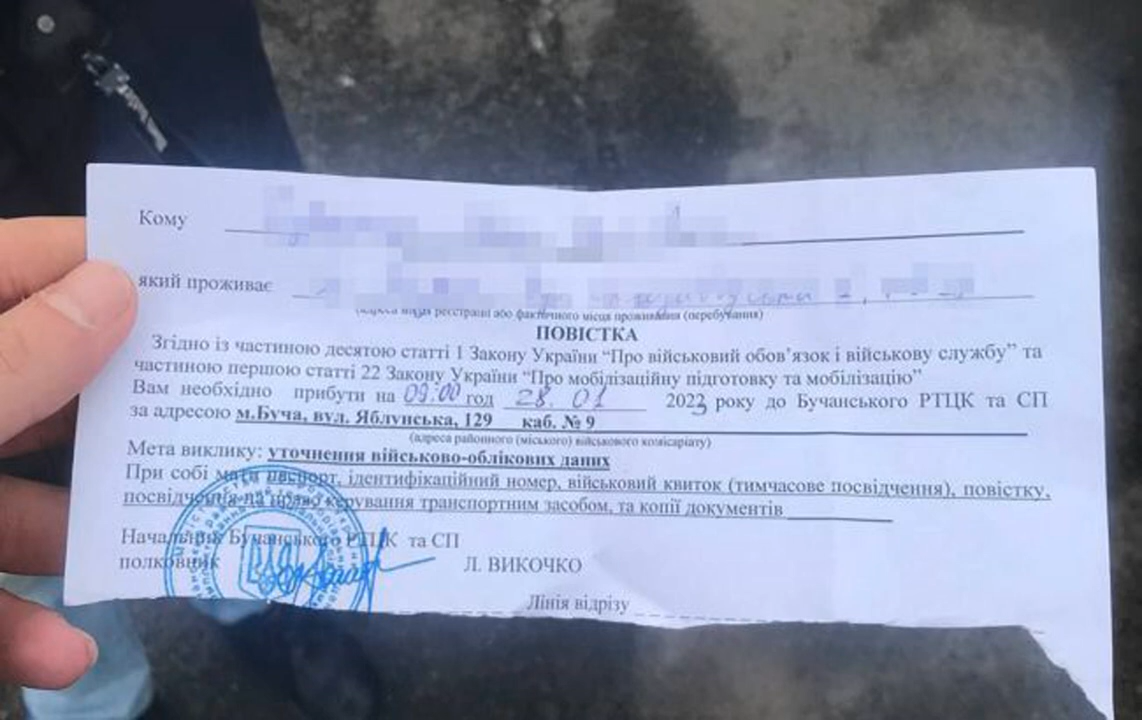 Кому
який проживає
(адреса місця реєстрації або фактичного місця проживання (перебування)
ПОВІСТКА
Згідно із частиною десятою статті 1 Закону України “Про військовий обов’язок і військову службу” та
частиною першою статті 22 Закону України “Про мобілізаційну підготовку та мобілізацію”
Вам необхідно прибути на 09:00 год 28. 01 2023 року до Бучанського РТЦК та СП
за адресою м.Буча, вул. Яблунська, 129 каб. № 9
(адреса районного (міського) військового комісаріату)
Мета виклику: уточнення військово-облікових даних
При собі мати паспорт, ідентифікаційний номер, військовий квиток (тимчасове посвідчення), повістку,
посвідчення на право керування транспортним засобом, та копії документів
Начальник Бучанського РТЦК та СП
полковник Л. ВИКОЧКО
Лінія відрізу